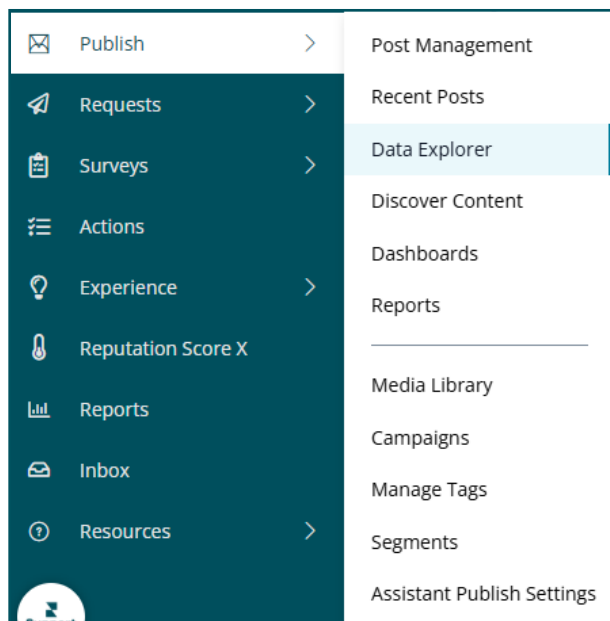 Publish
Requests
Surveys
Actions
Experience
Reputation Score X
Reports
Inbox
Resources
Post Management
Recent Posts
Data Explorer
Discover Content
Dashboards
Reports
Media Library
Campaigns
Manage Tags
Segments
Assistant Publish Settings